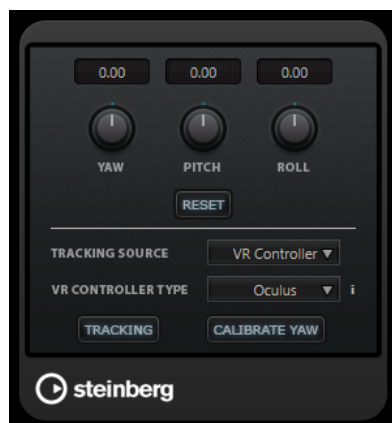 0.00 0.00 0.00
YAW PITCH ROLL
RESET
TRACKING SOURCE VR Controller
VR CONTROLLER TYPE Oculus i
TRACKING CALIBRATE YAW
steinberg